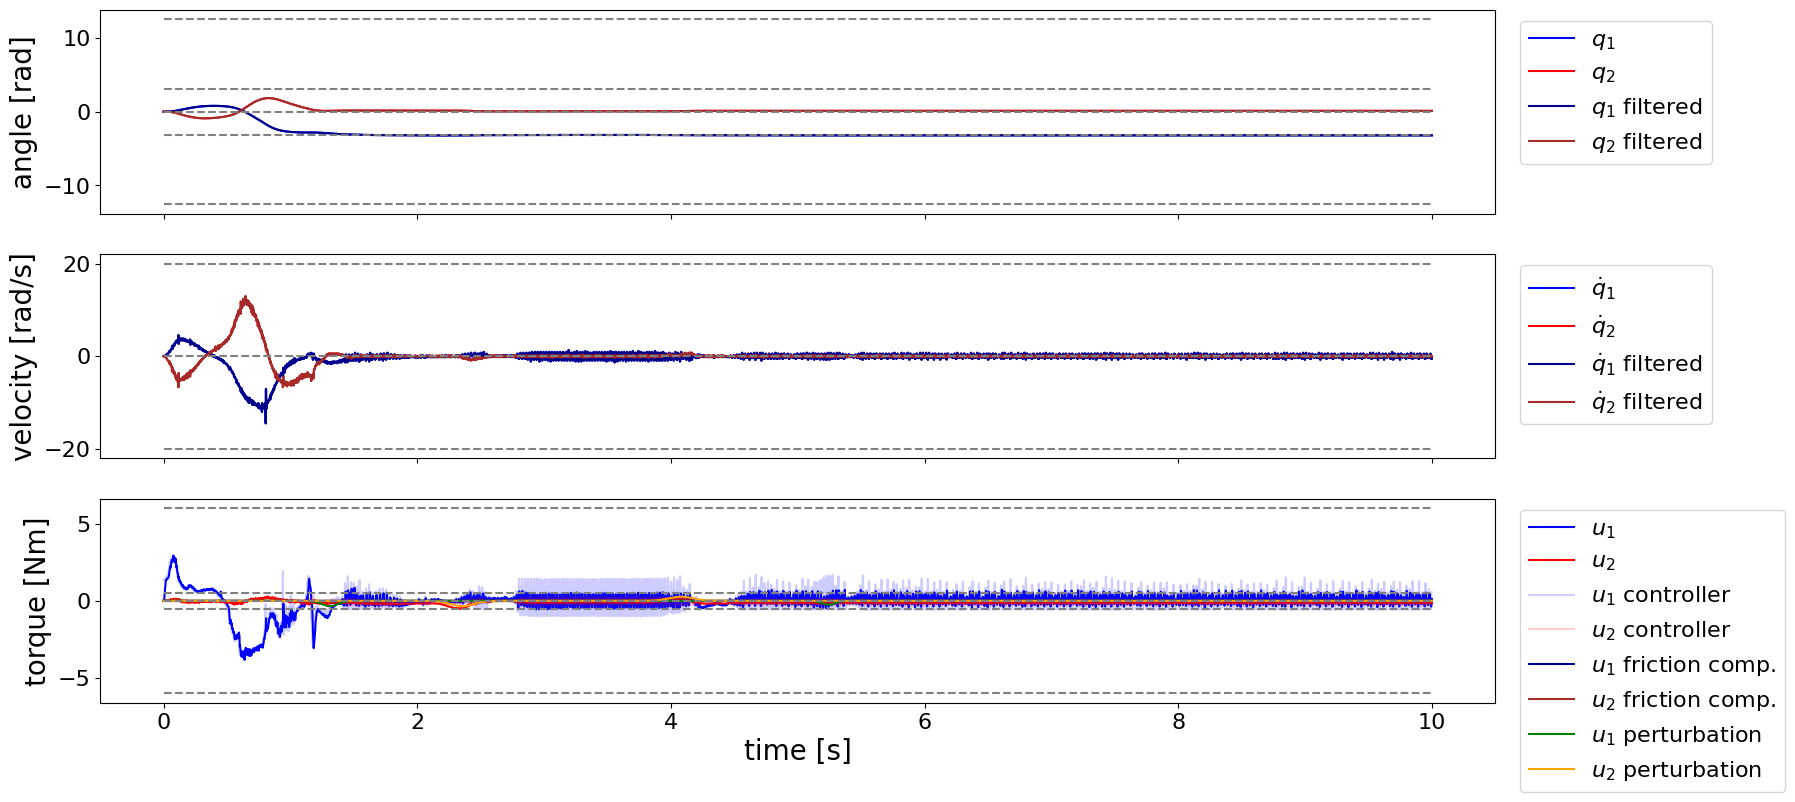 angle [rad]
10
0
−10
q₁
q₂
q₁ filtered
q₂ filtered
velocity [rad/s]
20
0
−20
q̇₁
q̇₂
q̇₁ filtered
q̇₂ filtered
torque [Nm]
5
0
−5
0 2 4 6 8 10
time [s]
u₁
u₂
u₁ controller
u₂ controller
u₁ friction comp.
u₂ friction comp.
u₁ perturbation
u₂ perturbation